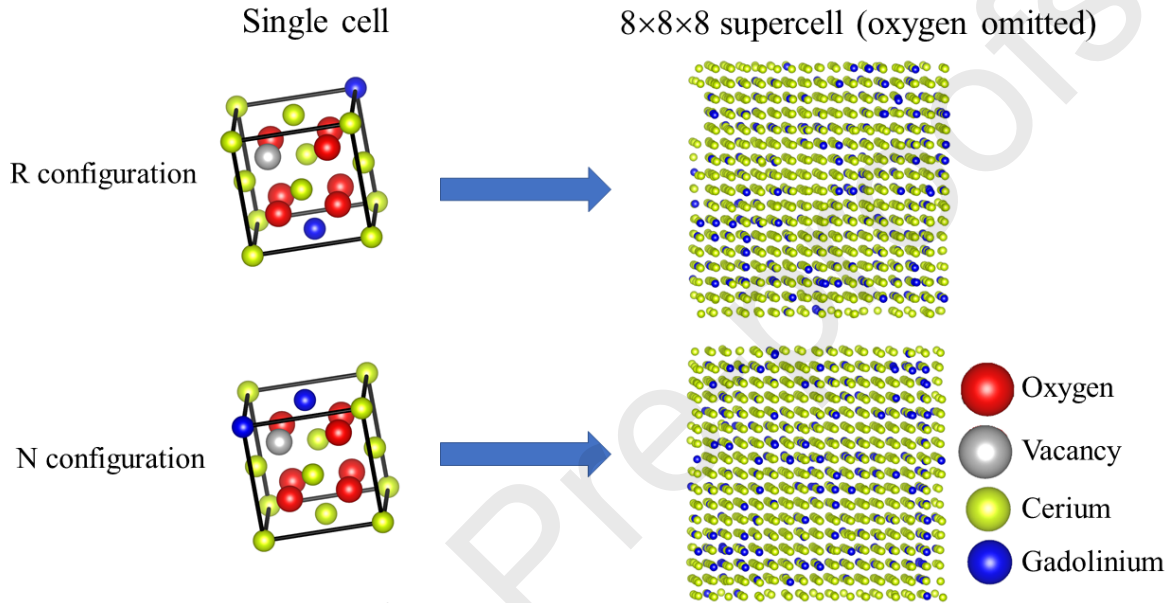 Single cell
8×8×8 supercell (oxygen omitted)
R configuration
N configuration
Oxygen
Vacancy
Cerium
Gadolinium